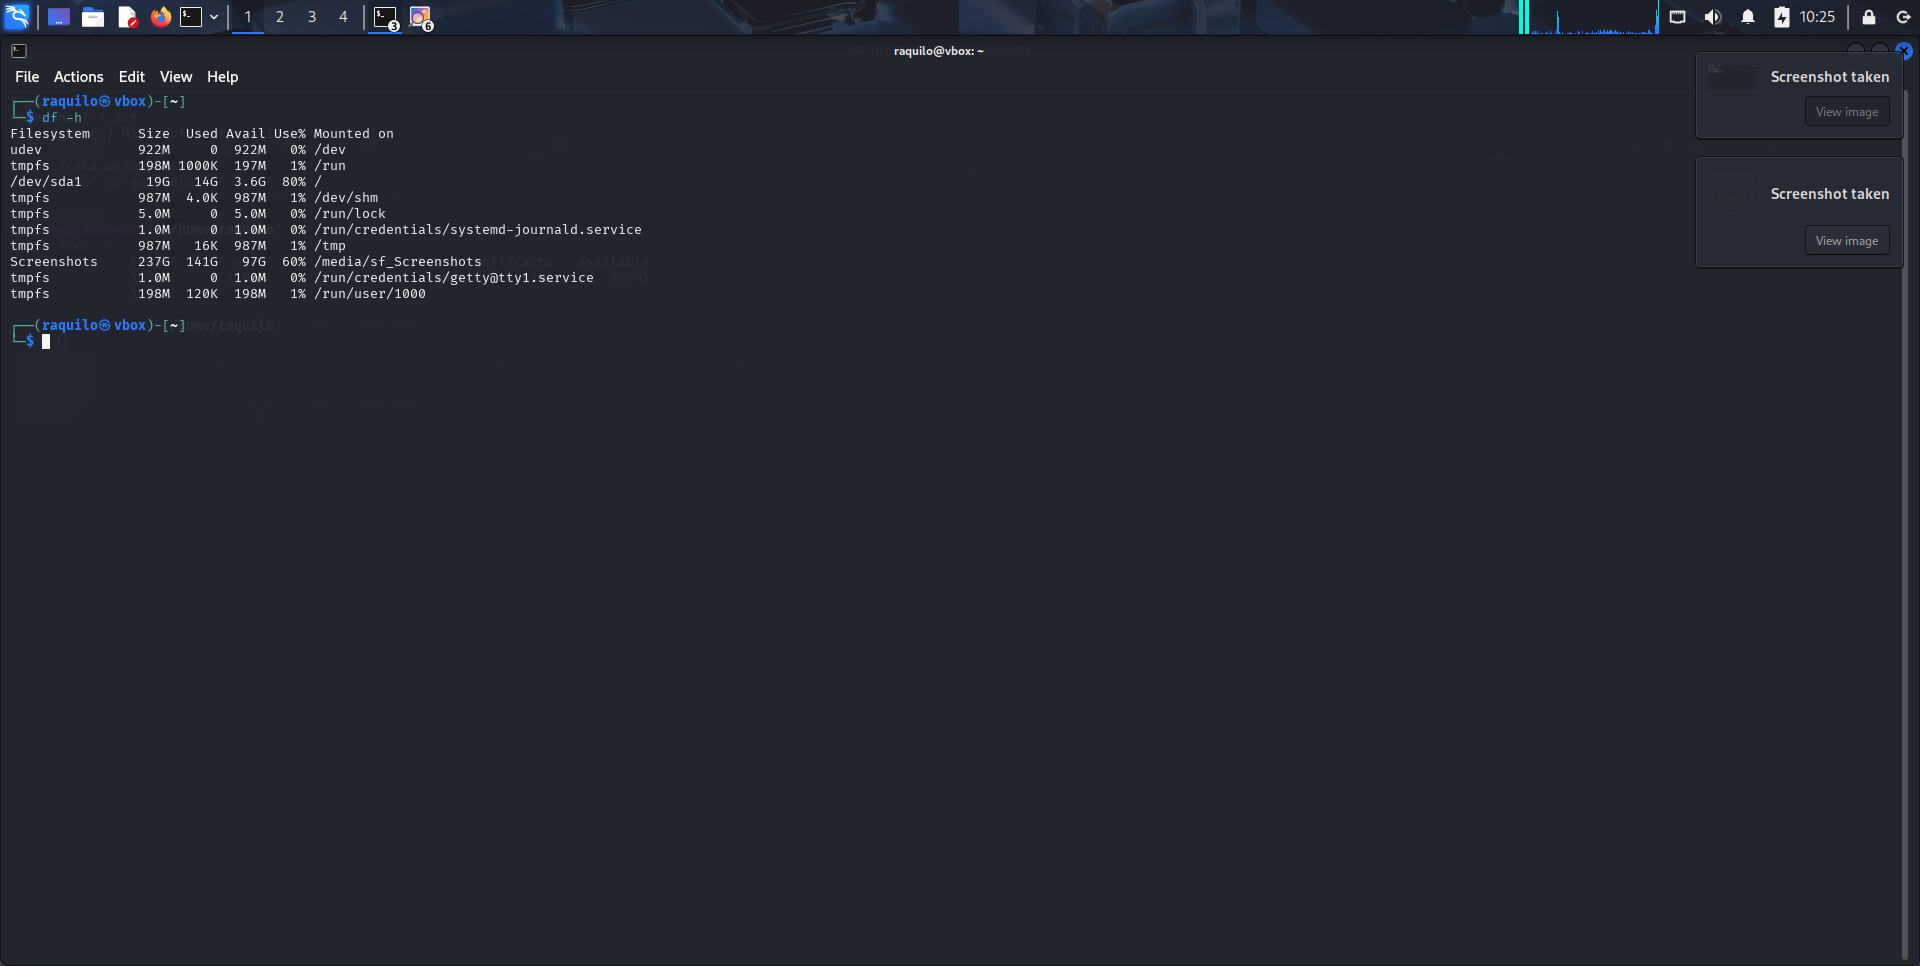 1 2 3 4 3 6 10:25
raquilo@vbox: ~
File Actions Edit View Help
┌──(raquilo㉿vbox)-[~]
└─$ df -h
Filesystem      Size  Used Avail Use% Mounted on
udev            922M     0  922M   0% /dev
tmpfs           198M 1000K  197M   1% /run
/dev/sda1        19G   14G  3.6G  80% /
tmpfs           987M  4.0K  987M   1% /dev/shm
tmpfs           5.0M     0  5.0M   0% /run/lock
tmpfs           1.0M     0  1.0M   0% /run/credentials/systemd-journald.service
tmpfs           987M   16K  987M   1% /tmp
Screenshots     237G  141G   97G  60% /media/sf_Screenshots
tmpfs           1.0M     0  1.0M   0% /run/credentials/getty@tty1.service
tmpfs           198M  120K  198M   1% /run/user/1000
┌──(raquilo㉿vbox)-[~]
└─$
Screenshot taken
View image
Screenshot taken
View image